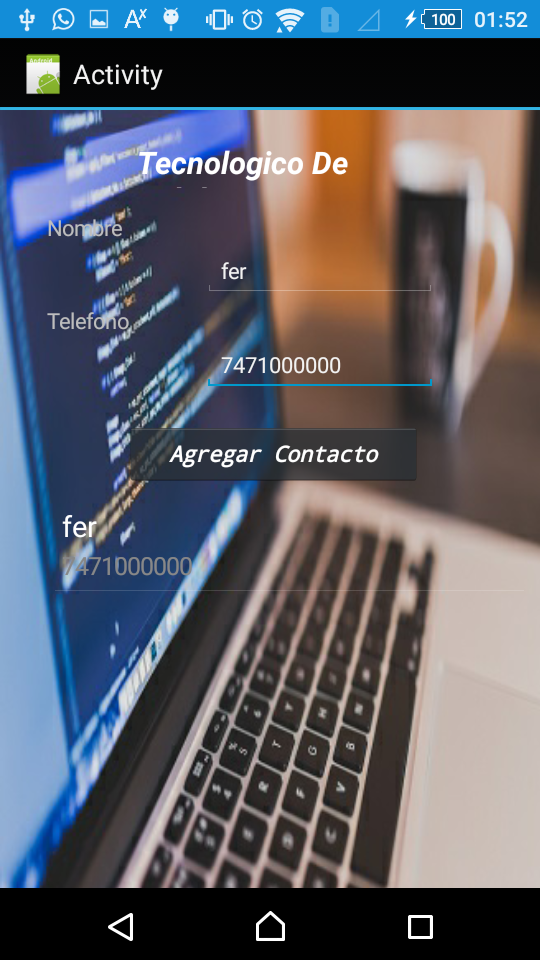 100 01:52
Activity
Tecnologico De
Nombre
fer
Telefono
7471000000
Agregar Contacto
fer
7471000000